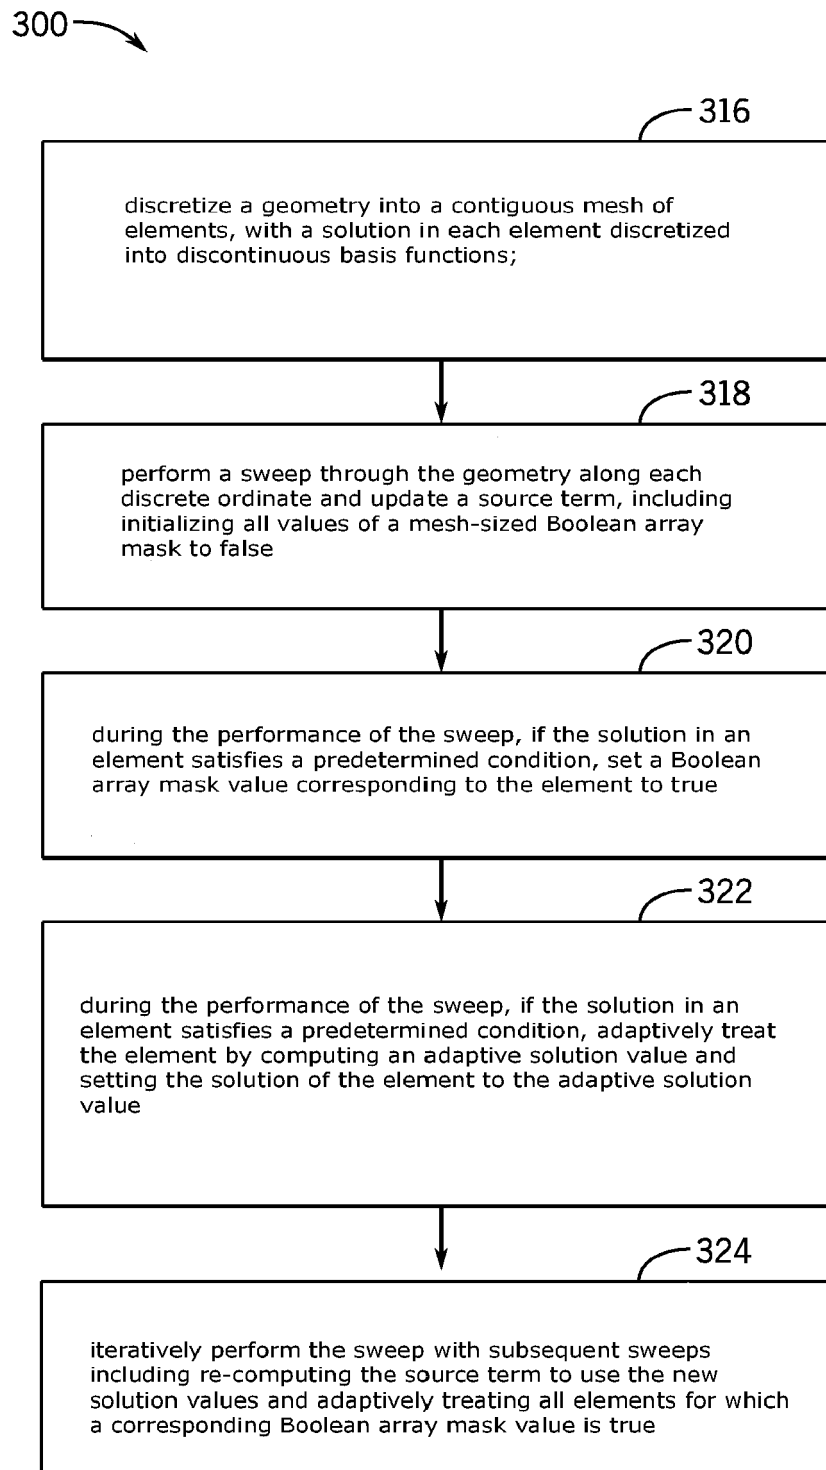 300
316
discretize a geometry into a contiguous mesh of
elements, with a solution in each element discretized
into discontinuous basis functions;
318
perform a sweep through the geometry along each
discrete ordinate and update a source term, including
initializing all values of a mesh-sized Boolean array
mask to false
320
during the performance of the sweep, if the solution in an
element satisfies a predetermined condition, set a Boolean
array mask value corresponding to the element to true
322
during the performance of the sweep, if the solution in an
element satisfies a predetermined condition, adaptively treat
the element by computing an adaptive solution value and
setting the solution of the element to the adaptive solution
value
324
iteratively perform the sweep with subsequent sweeps
including re-computing the source term to use the new
solution values and adaptively treating all elements for which
a corresponding Boolean array mask value is true